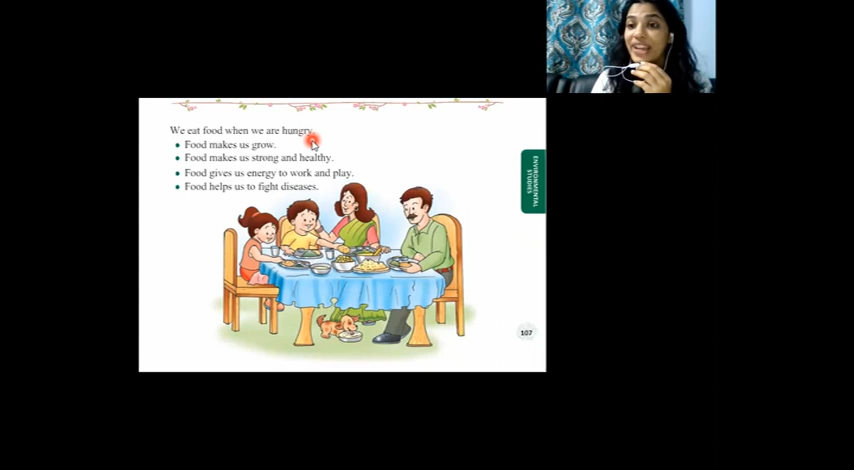 We eat food when we are hungry.
• Food makes us grow.
• Food makes us strong and healthy.
• Food gives us energy to work and play.
• Food helps us to fight diseases.
ENVIRONMENTAL
STUDIES
107